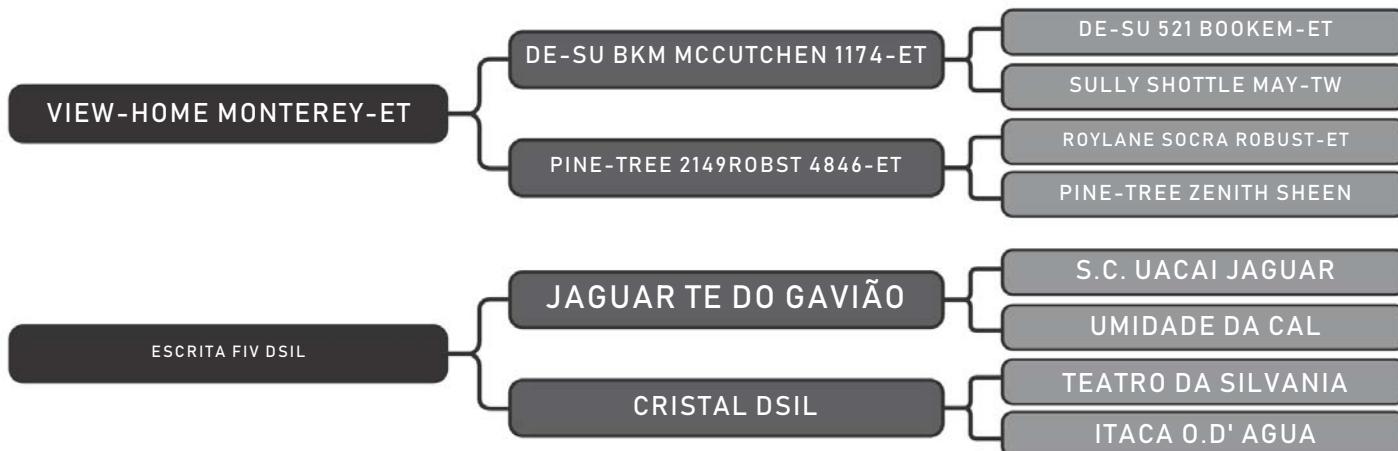 VIEW-HOME MONTEREY-ET
DE-SU BKM MCCUTCHEN 1174-ET
DE-SU 521 BOOKEM-ET
SULLY SHOTTLE MAY-TW
PINE-TREE 2149ROBST 4846-ET
ROYLANE SOCRA ROBUST-ET
PINE-TREE ZENITH SHEEN
ESCRITA FIV DSIL
JAGUAR TE DO GAVIÃO
S.C. UACAI JAGUAR
UMIDADE DA CAL
CRISTAL DSIL
TEATRO DA SILVANIA
ITACA O.D' AGUA